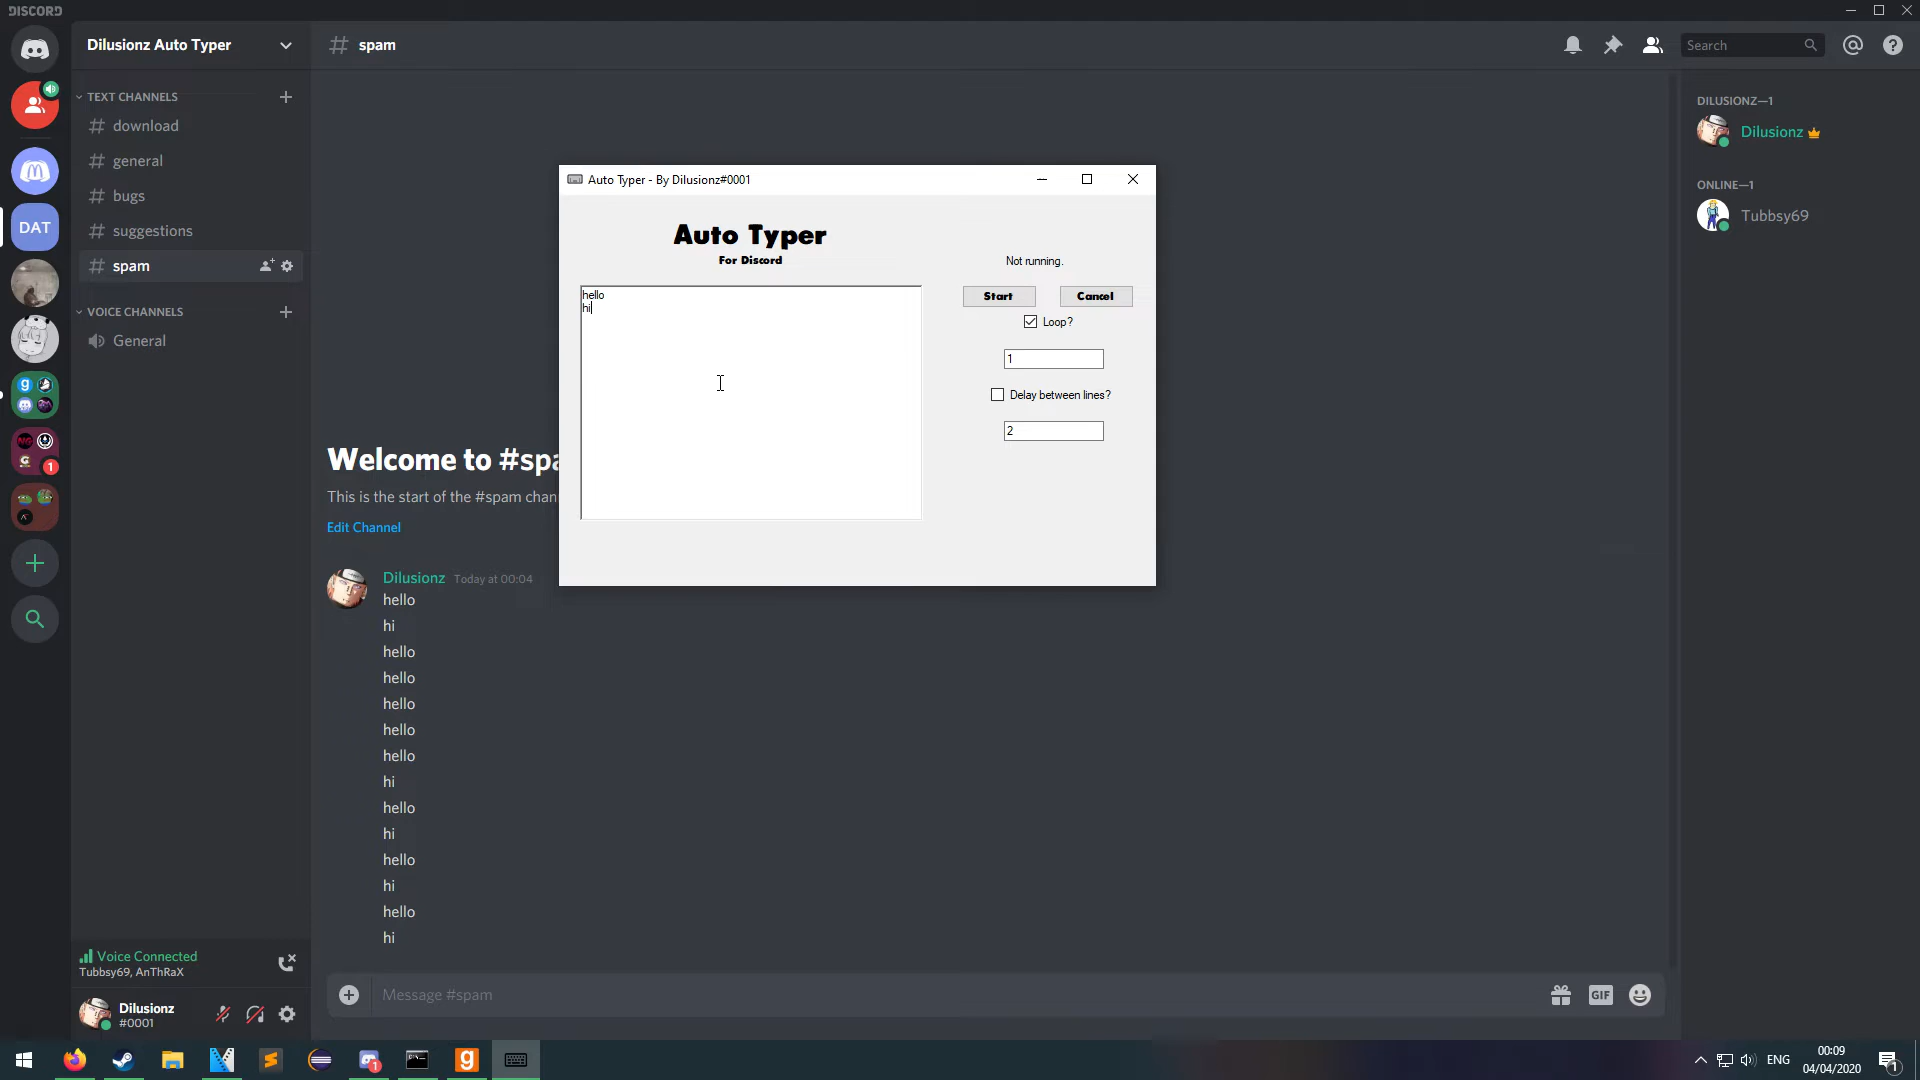 DISCORD
Dilusionz Auto Typer
spam
Search
TEXT CHANNELS
download
general
bugs
suggestions
spam
VOICE CHANNELS
General
DAT
1
Auto Typer - By Dilusionz#0001
Auto Typer
For Discord
hello
hi
Not running.
Start
Cancel
Loop?
1
Delay between lines?
2
Welcome to #spa
This is the start of the #spam chan
Edit Channel
Dilusionz Today at 00:04
hello
hi
hello
hello
hello
hello
hello
hi
hello
hi
hello
hi
hello
hi
Message #spam
GIF
DILUSIONZ—1
Dilusionz
ONLINE—1
Tubbsy69
Voice Connected
Tubbsy69, AnThRaX
Dilusionz
#0001
ENG
00:09
04/04/2020
1